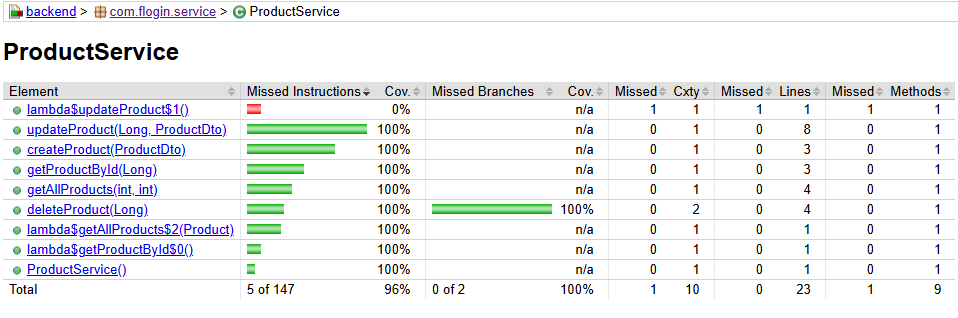 backend > com.flogin.service > ProductService
ProductService
Element Missed Instructions Cov. Missed Branches Cov. Missed Cxty Missed Lines Missed Methods
lambda$updateProduct$1() 0% n/a 1 1 1 1 1 1
updateProduct(Long, ProductDto) 100% n/a 0 1 0 8 0 1
createProduct(ProductDto) 100% n/a 0 1 0 3 0 1
getProductById(Long) 100% n/a 0 1 0 3 0 1
getAllProducts(int, int) 100% n/a 0 1 0 4 0 1
deleteProduct(Long) 100% 100% 0 2 0 4 0 1
lambda$getAllProducts$2(Product) 100% n/a 0 1 0 1 0 1
lambda$getProductById$0() 100% n/a 0 1 0 1 0 1
ProductService() 100% n/a 0 1 0 1 0 1
Total 5 of 147 96% 0 of 2 100% 1 10 0 23 1 9